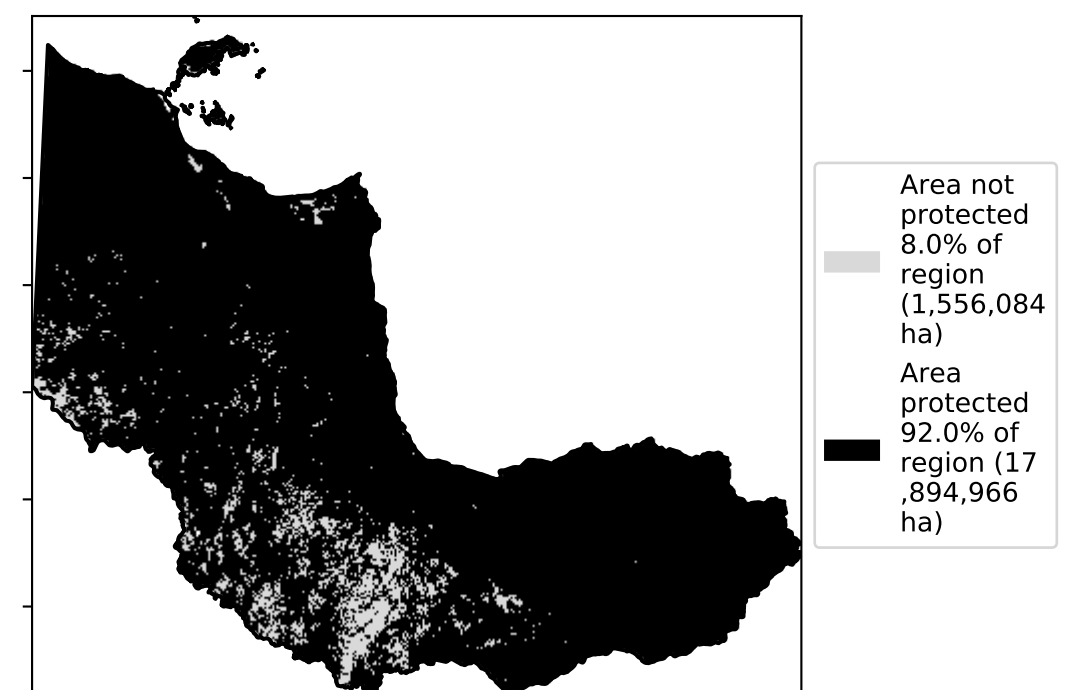 Area not
protected
8.0% of
region
(1,556,084
ha)
Area
protected
92.0% of
region (17
,894,966
ha)